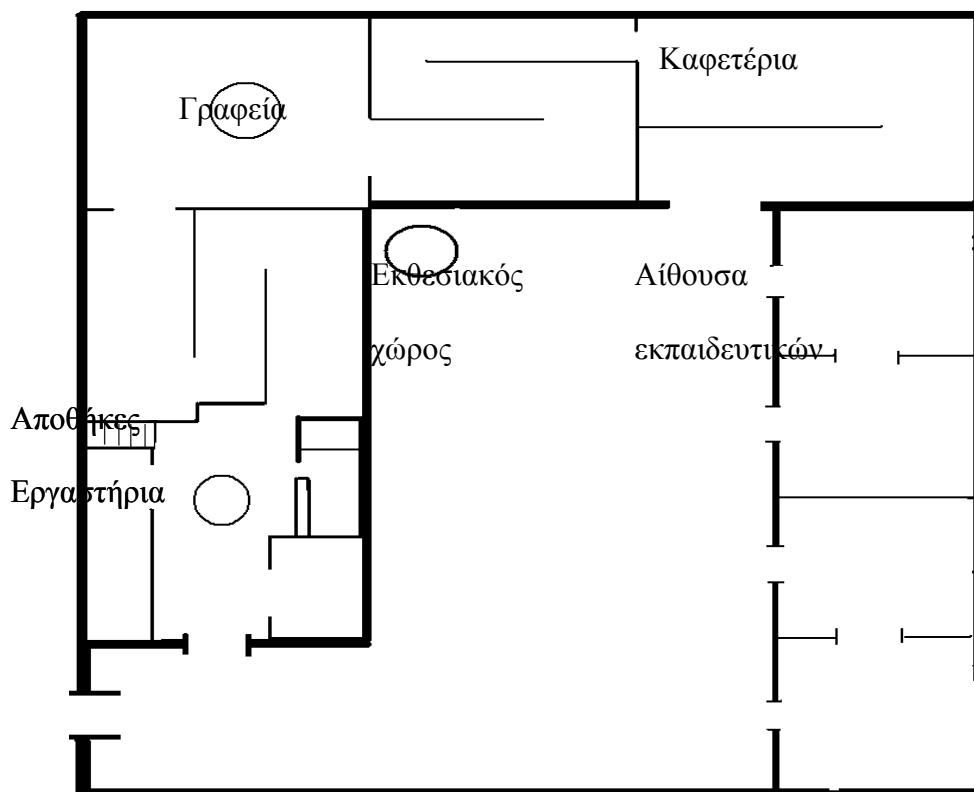 Καφετέρια
Γραφεία
Εκθεσιακός
χώρος
Αίθουσα
εκπαιδευτικών
Αποθήκες
Εργαστήρια